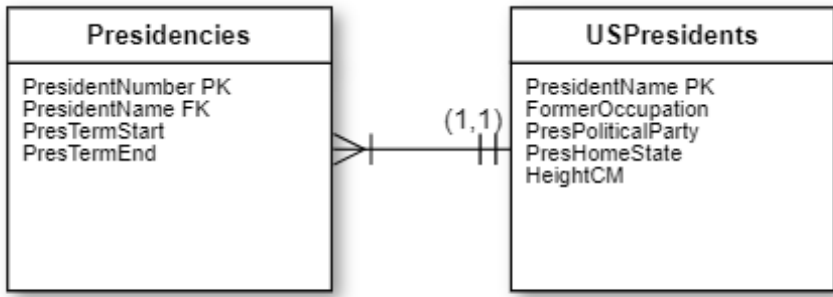 Presidencies
PresidentNumber PK
PresidentName FK
PresTermStart
PresTermEnd
(1,1)
USPresidents
PresidentName PK
FormerOccupation
PresPoliticalParty
PresHomeState
HeightCM